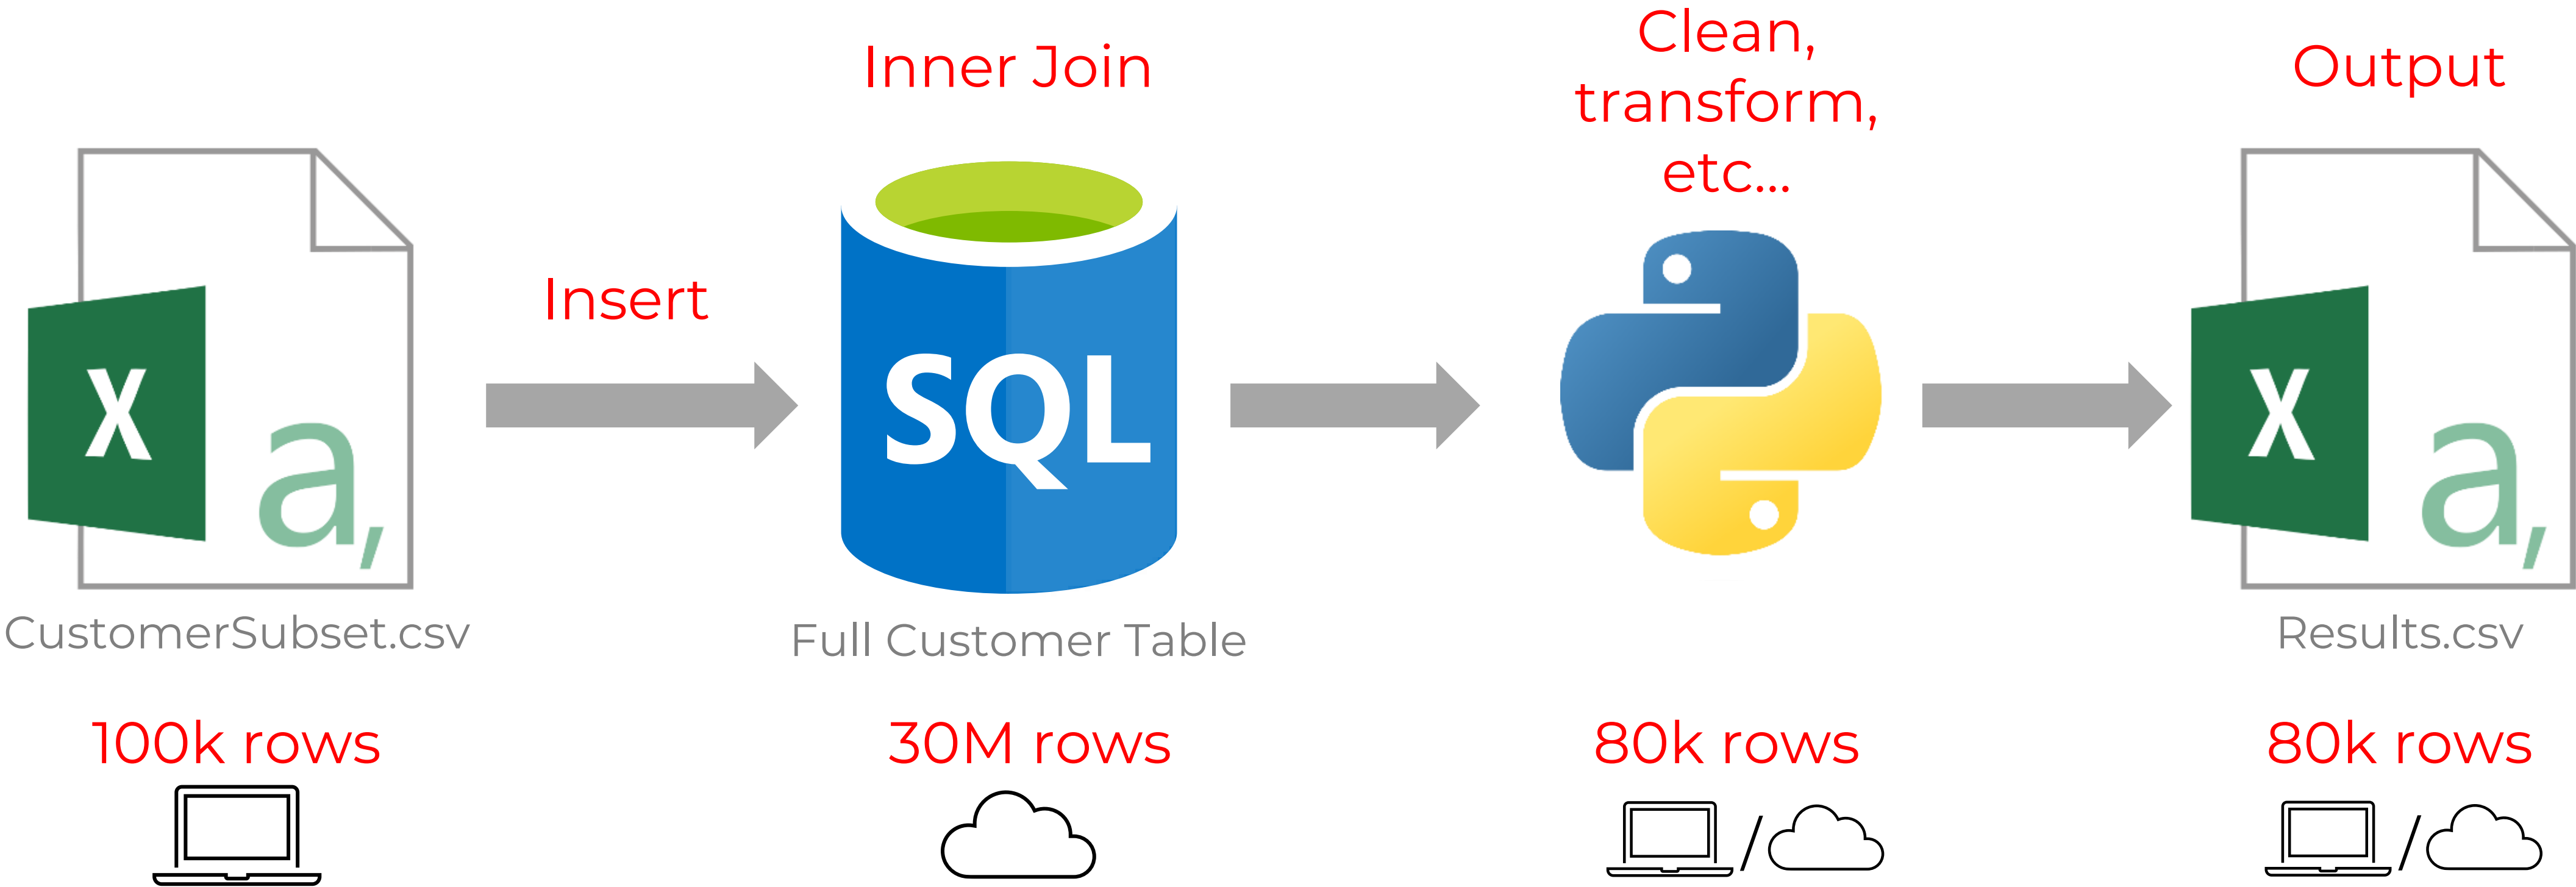 Inner Join
Clean,
transform,
etc...
Output
Insert
X
a,
SQL
X
a,
CustomerSubset.csv
Full Customer Table
Results.csv
100k rows
30M rows
80k rows
80k rows
/
/